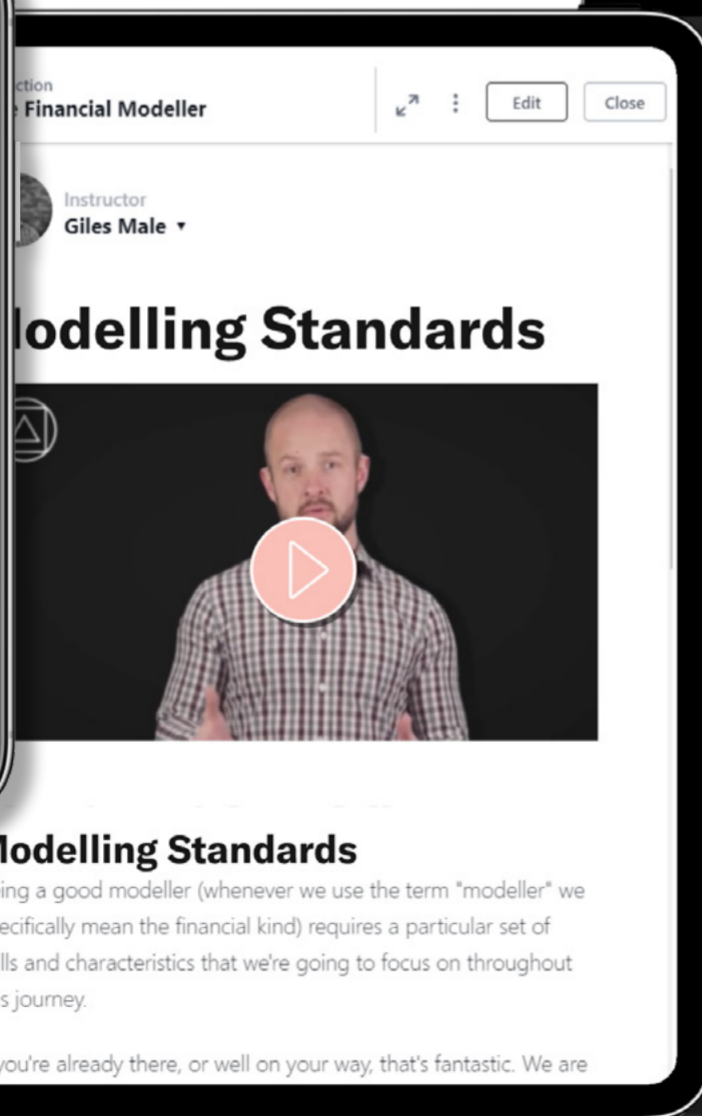 ction
Financial Modeller
Edit
Close
Instructor
Giles Male
odelling Standards
odelling Standards
ing a good modeller (whenever we use the term "modeller" we
ecifically mean the financial kind) requires a particular set of
lls and characteristics that we're going to focus on throughout
s journey.
you're already there, or well on your way, that's fantastic. We are